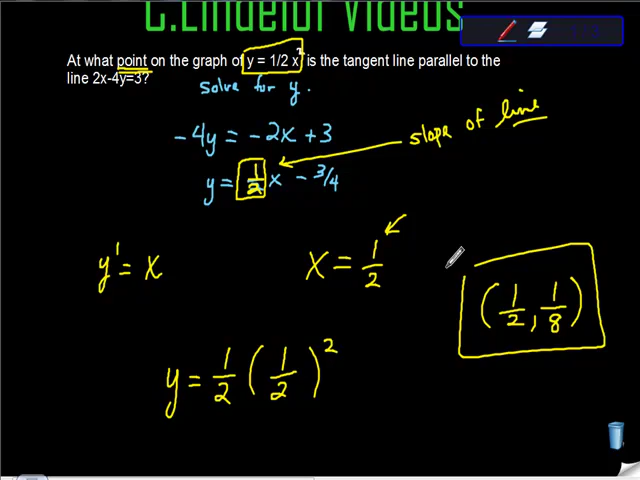 C.Lindelof Videos
At what point on the graph of y = 1/2 x² is the tangent line parallel to the
line 2x-4y=3?
solve for y.
-4y = -2x + 3
slope of line
y = 1/2 x - 3/4
y' = x
x = 1/2
(1/2, 1/8)
y = 1/2 (1/2)²